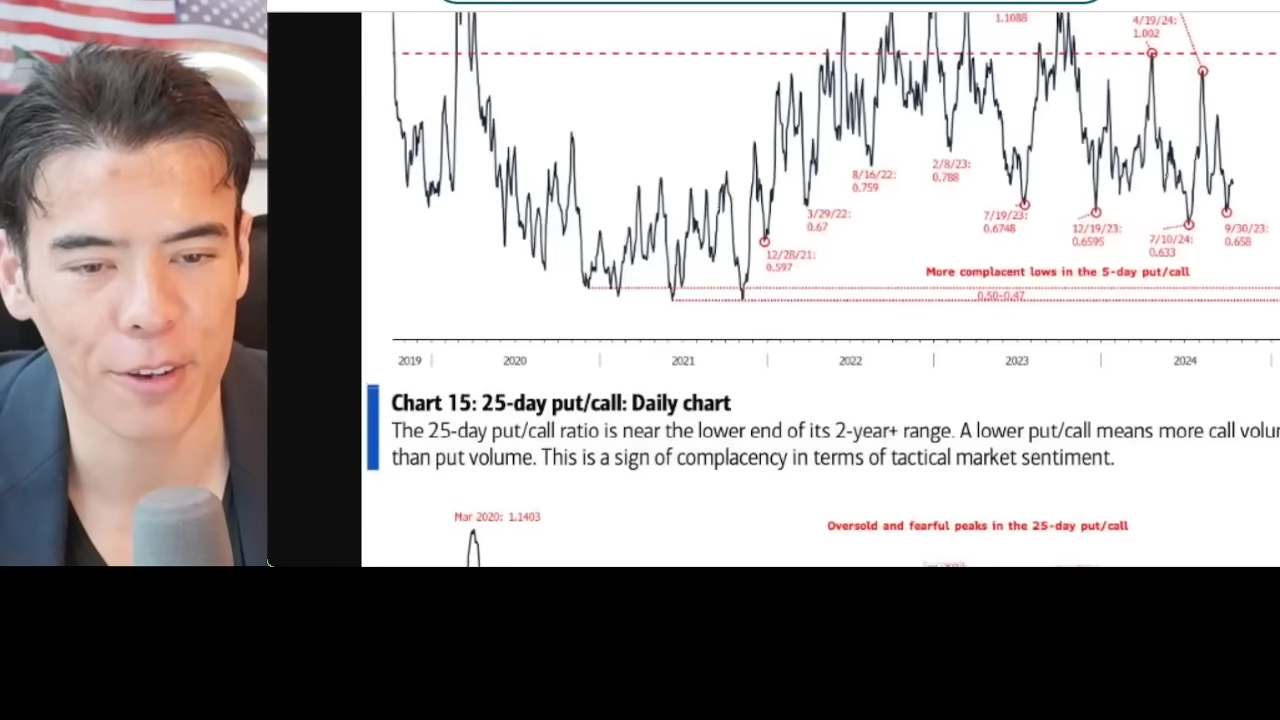 1.1088
4/19/24:
1.002
8/16/22:
0.759
2/8/23:
0.788
3/29/22:
0.67
7/19/23:
0.6748
12/19/23:
0.6595
7/10/24:
0.633
9/30/23:
0.658
12/28/21:
0.597
More complacent lows in the 5-day put/call
0.50-0.47
2019 2020 2021 2022 2023 2024
Chart 15: 25-day put/call: Daily chart
The 25-day put/call ratio is near the lower end of its 2-year+ range. A lower put/call means more call
than put volume. This is a sign of complacency in terms of tactical market sentiment.
Mar 2020: 1.1403
Oversold and fearful peaks in the 25-day put/call